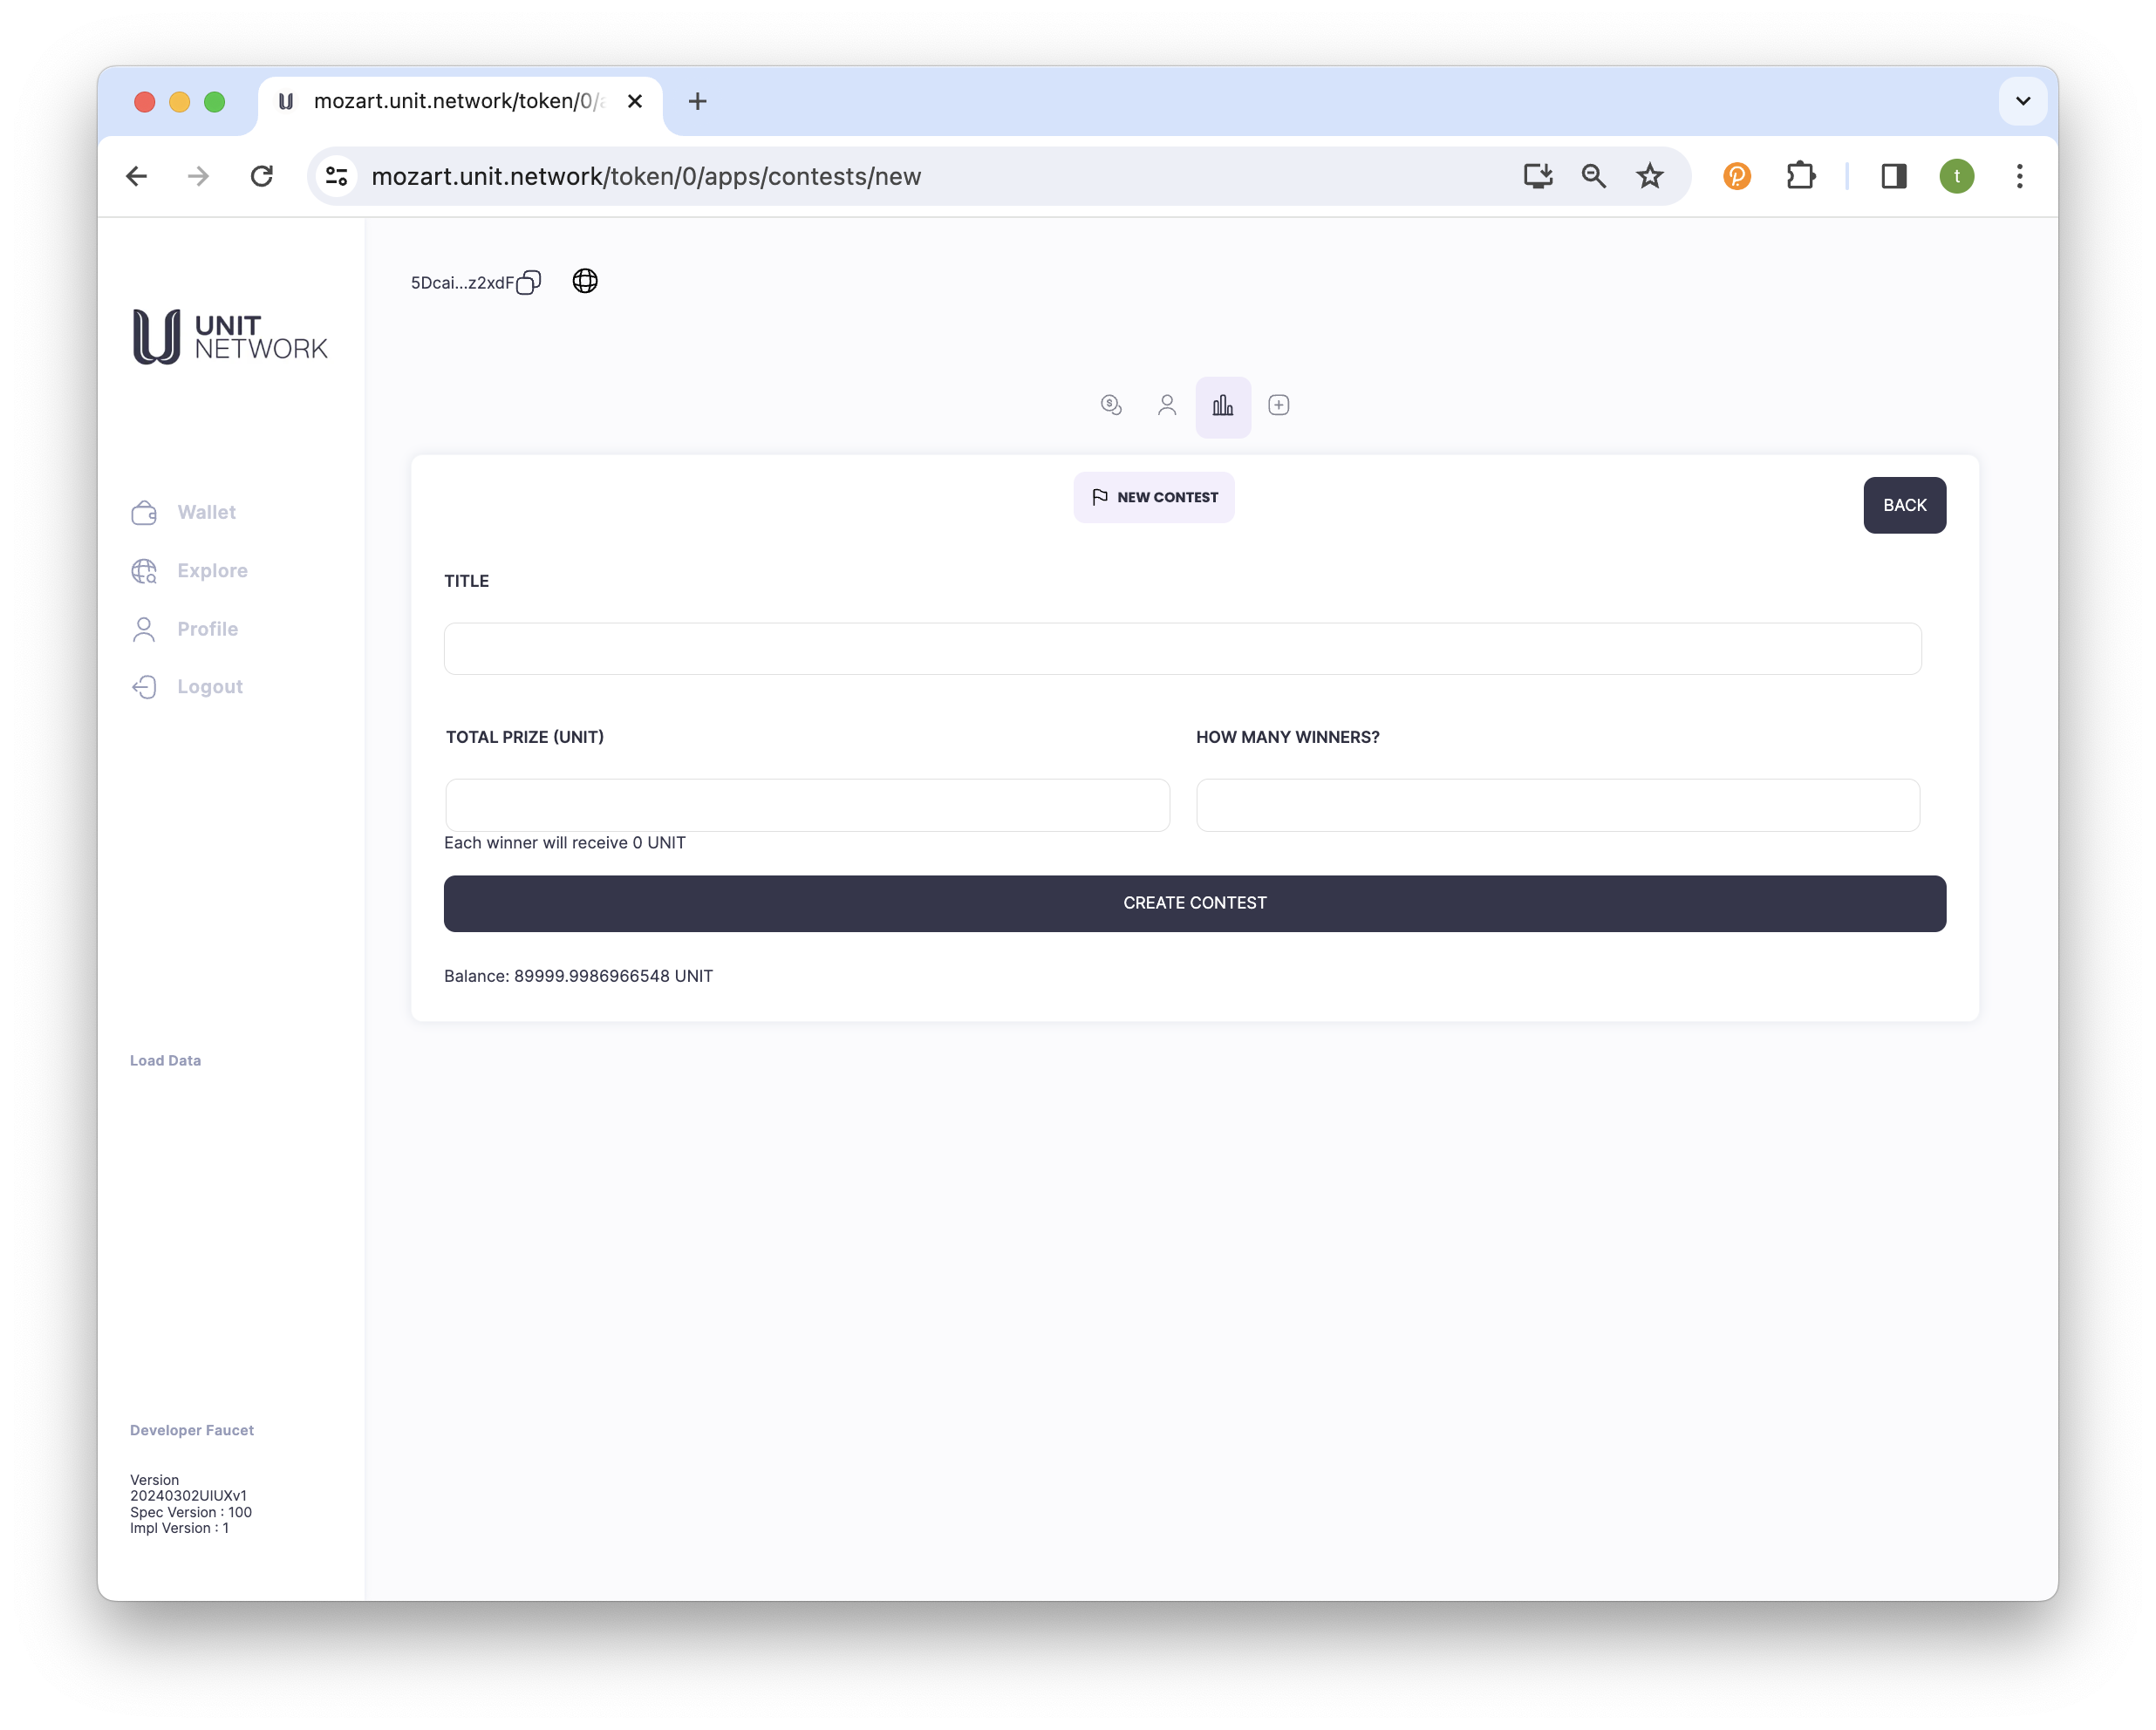 mozart.unit.network/token/0/a
mozart.unit.network/token/0/apps/contests/new
t
UNIT
NETWORK
Wallet
Explore
Profile
Logout
Load Data
Developer Faucet
Version
20240302UIUXv1
Spec Version : 100
Impl Version : 1
5Dcai...z2xdF
NEW CONTEST
BACK
TITLE
TOTAL PRIZE (UNIT)
HOW MANY WINNERS?
Each winner will receive 0 UNIT
CREATE CONTEST
Balance: 89999.9986966548 UNIT